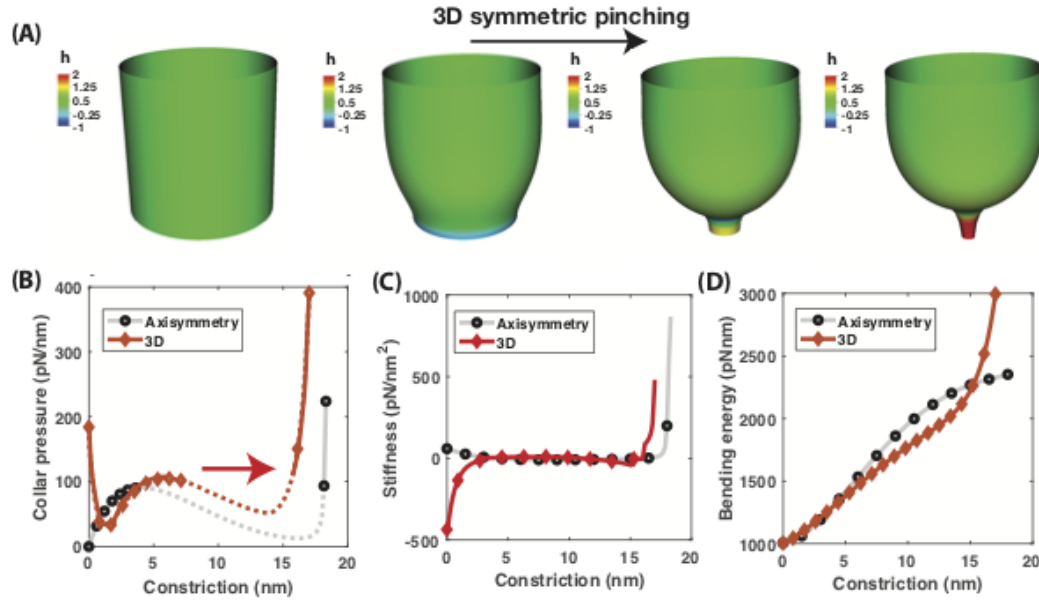 3D symmetric pinching
(A)
h
2
1.25
0.5
-0.25
-1
h
2
1.25
0.5
-0.25
-1
h
2
1.25
0.5
-0.25
-1
h
2
1.25
0.5
-0.25
-1
(B)
Collar pressure (pN/nm)
400
300
200
100
0
Axisymmetry
3D
0 5 10 15 20
Constriction (nm)
(C)
Stiffness (pN/nm²)
1000
500
0
-500
Axisymmetry
3D
0 5 10 15 20
Constriction (nm)
(D)
Bending energy (pNnm)
3000
2500
2000
1500
1000
Axisymmetry
3D
0 5 10 15 20
Constriction (nm)